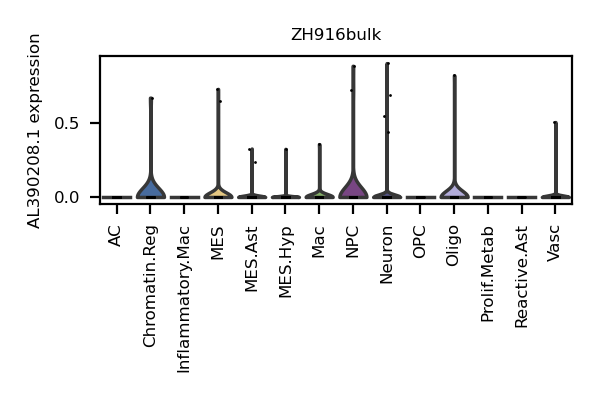 ZH916bulk
AL390208.1 expression
0.5
0.0
AC
Chromatin.Reg
Inflammatory.Mac
MES
MES.Ast
MES.Hyp
Mac
NPC
Neuron
OPC
Oligo
Prolif.Metab
Reactive.Ast
Vasc